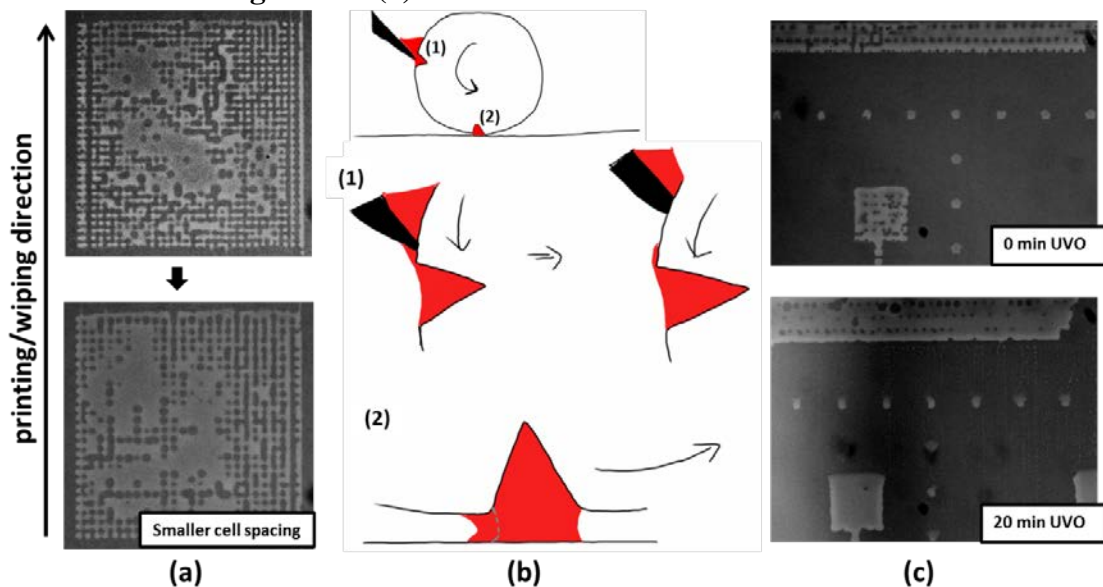 printing/wiping direction
Smaller cell spacing
(a)
(1)
(2)
(1)
(2)
(b)
0 min UVO
20 min UVO
(c)